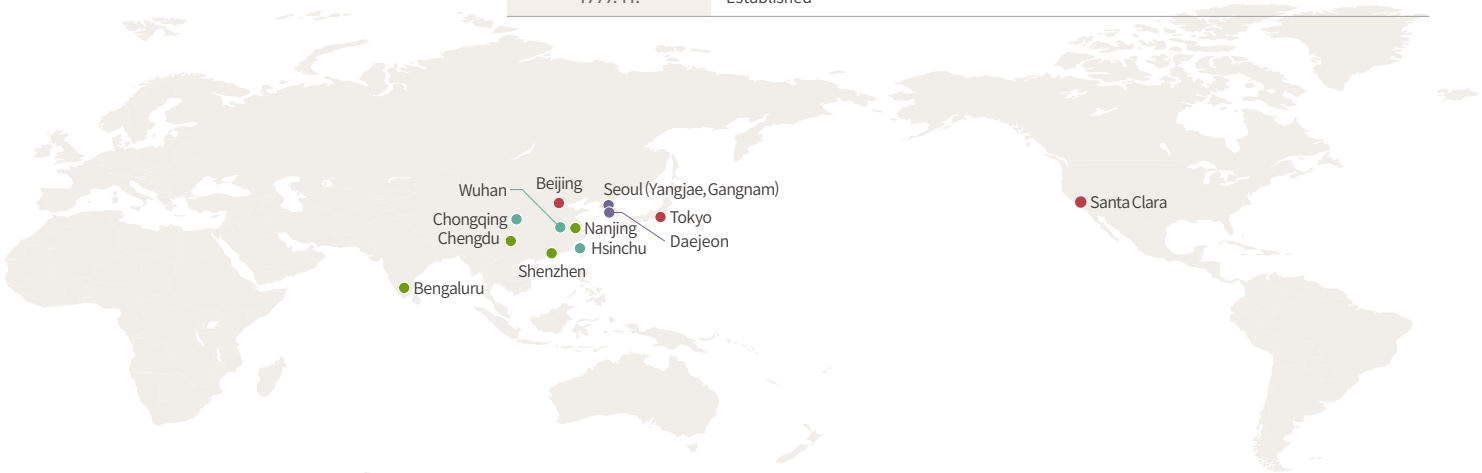 Established
Wuhan
Beijing
Seoul (Yangjae, Gangnam)
Santa Clara
Chongqing
Tokyo
Nanjing
Chengdu
Daejeon
Hsinchu
Shenzhen
Bengaluru